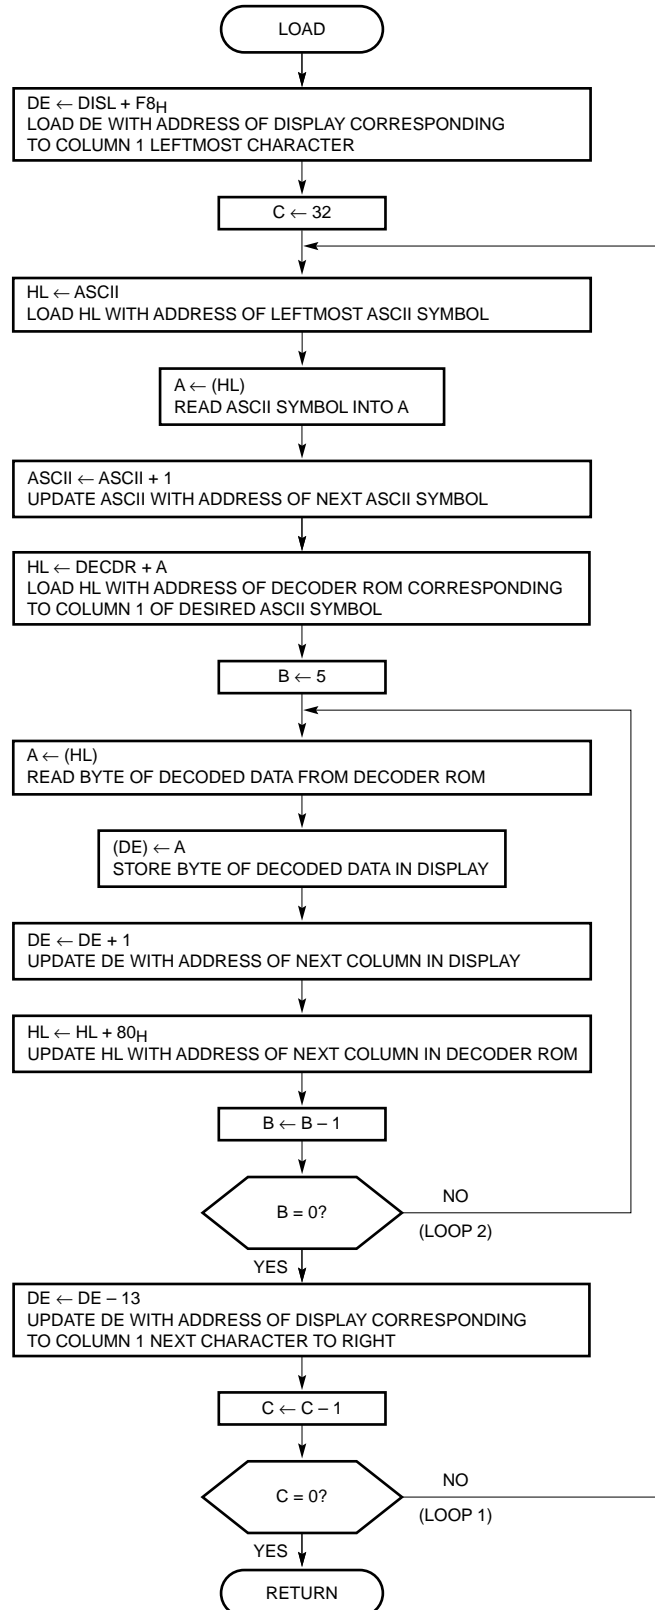 LOAD
DE ← DISL + F8H
LOAD DE WITH ADDRESS OF DISPLAY CORRESPONDING
TO COLUMN 1 LEFTMOST CHARACTER
C ← 32
HL ← ASCII
LOAD HL WITH ADDRESS OF LEFTMOST ASCII SYMBOL
A ← (HL)
READ ASCII SYMBOL INTO A
ASCII ← ASCII + 1
UPDATE ASCII WITH ADDRESS OF NEXT ASCII SYMBOL
HL ← DECDR + A
LOAD HL WITH ADDRESS OF DECODER ROM CORRESPONDING
TO COLUMN 1 OF DESIRED ASCII SYMBOL
B ← 5
A ← (HL)
READ BYTE OF DECODED DATA FROM DECODER ROM
(DE) ← A
STORE BYTE OF DECODED DATA IN DISPLAY
DE ← DE + 1
UPDATE DE WITH ADDRESS OF NEXT COLUMN IN DISPLAY
HL ← HL + 80H
UPDATE HL WITH ADDRESS OF NEXT COLUMN IN DECODER ROM
B ← B – 1
B = 0?
NO
(LOOP 2)
YES
DE ← DE – 13
UPDATE DE WITH ADDRESS OF DISPLAY CORRESPONDING
TO COLUMN 1 NEXT CHARACTER TO RIGHT
C ← C – 1
C = 0?
NO
(LOOP 1)
YES
RETURN